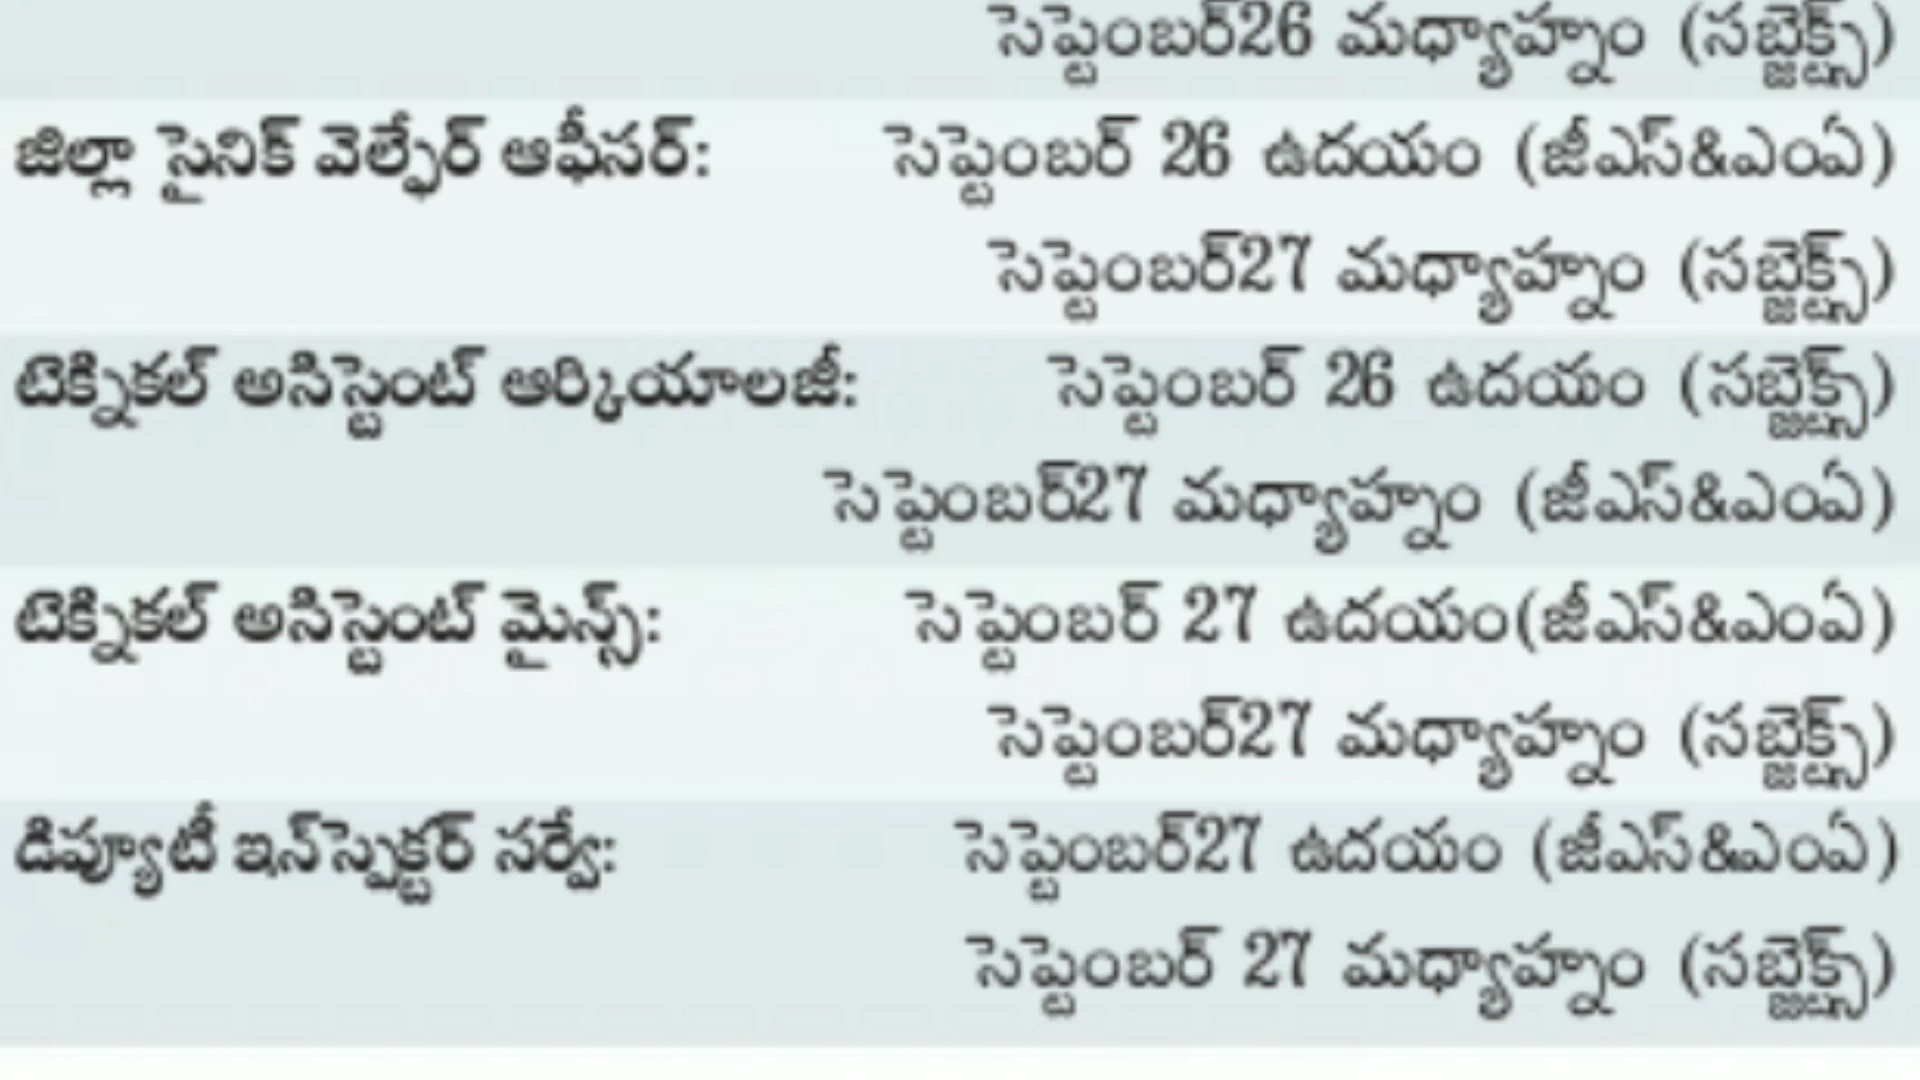 సెప్టెంబర్26 మధ్యాహ్నం (సబ్జెక్ట్స్)
జిల్లా సైనిక్ వెల్ఫేర్ ఆఫీసర్: సెప్టెంబర్ 26 ఉదయం (జీఎస్&ఎంఏ)
సెప్టెంబర్27 మధ్యాహ్నం (సబ్జెక్ట్స్)
టెక్నికల్ అసిస్టెంట్ ఆర్కియాలజీ: సెప్టెంబర్ 26 ఉదయం (సబ్జెక్ట్స్)
సెప్టెంబర్27 మధ్యాహ్నం (జీఎస్&ఎంఏ)
టెక్నికల్ అసిస్టెంట్ మైన్స్: సెప్టెంబర్ 27 ఉదయం(జీఎస్&ఎంఏ)
సెప్టెంబర్27 మధ్యాహ్నం (సబ్జెక్ట్స్)
డిప్యూటీ ఇన్‌స్పెక్టర్ సర్వే: సెప్టెంబర్27 ఉదయం (జీఎస్&ఎంఏ)
సెప్టెంబర్ 27 మధ్యాహ్నం (సబ్జెక్ట్స్)